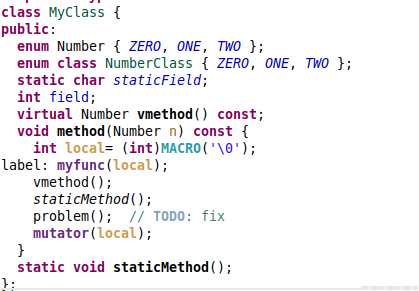 class MyClass {
public:
  enum Number { ZERO, ONE, TWO };
  enum class NumberClass { ZERO, ONE, TWO };
  static char staticField;
  int field;
  virtual Number vmethod() const;
  void method(Number n) const {
    int local= (int)MACRO('\0');
label: myfunc(local);
    vmethod();
    staticMethod();
    problem();  // TODO: fix
    mutator(local);
  }
  static void staticMethod();
};